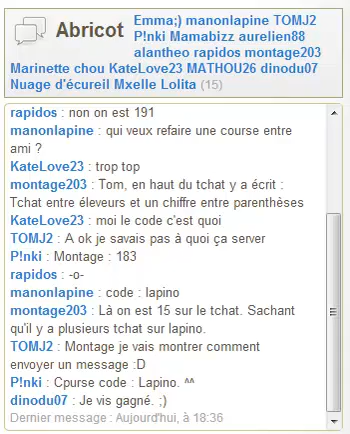 Abricot
Emma;) manonlapine TOMJ2
P!nki Mamabizz aurelien88
alantheo rapidos montage203
Marinette chou KateLove23 MATHOU26 dinodu07
Nuage d'écureil Mxelle Lolita (15)
rapidos : non on est 191
manonlapine : qui veux refaire une course entre
ami ?
KateLove23 : trop top
montage203 : Tom, en haut du tchat y a écrit :
Tchat entre éleveurs et un chiffre entre parenthèses
KateLove23 : moi le code c'est quoi
TOMJ2 : A ok je savais pas à quoi ça server
P!nki : Montage : 183
rapidos : -o-
manonlapine : code : lapino
montage203 : Là on est 15 sur le tchat. Sachant
qu'il y a plusieurs tchat sur lapino.
TOMJ2 : Montage je vais montrer comment
envoyer un message :D
P!nki : Cpurse code : Lapino. ^^
dinodu07 : Je vis gagné. ;)
Dernier message : Aujourd'hui, à 18:36